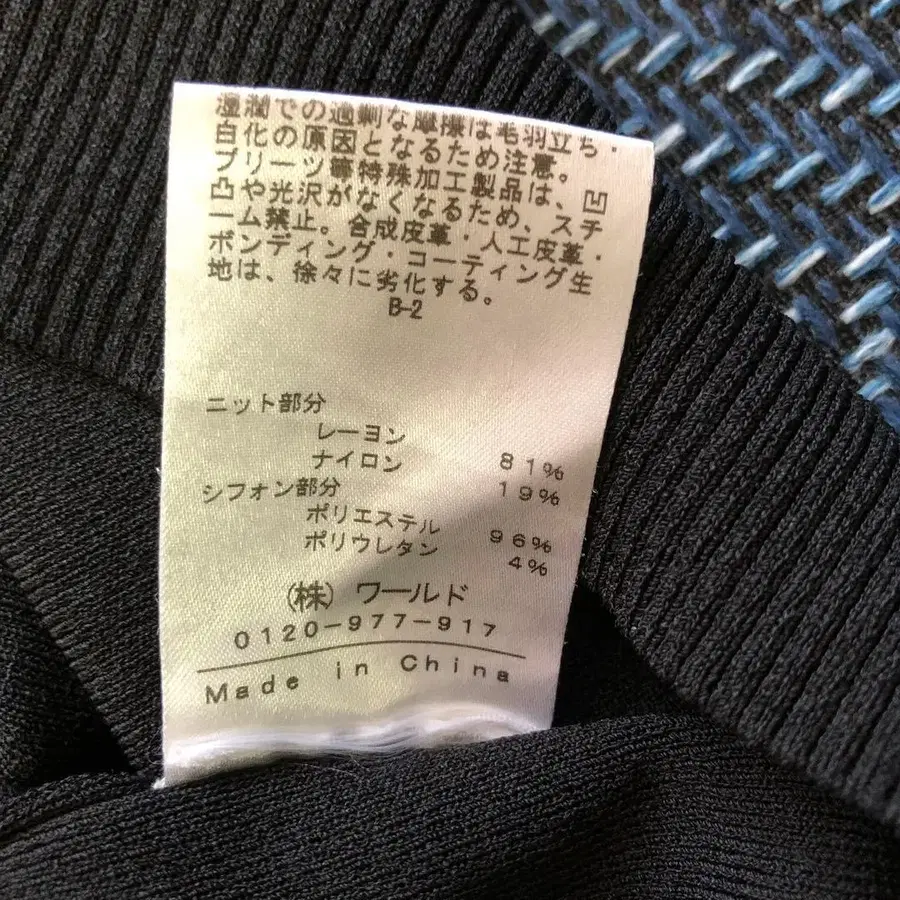 湿潤での過剰な摩擦は毛羽立ち・
白化の原因となるため注意。
プリーツ等特殊加工製品は、凹
凸や光沢がなくなるため、スチ
ーム禁止。合成皮革・人工皮革・
ボンディング・コーティング生
地は、徐々に劣化する。
B-2
ニット部分
レーヨン 81%
ナイロン 19%
シフォン部分
ポリエステル 96%
ポリウレタン 4%
(株) ワールド
0120-977-917
Made in China